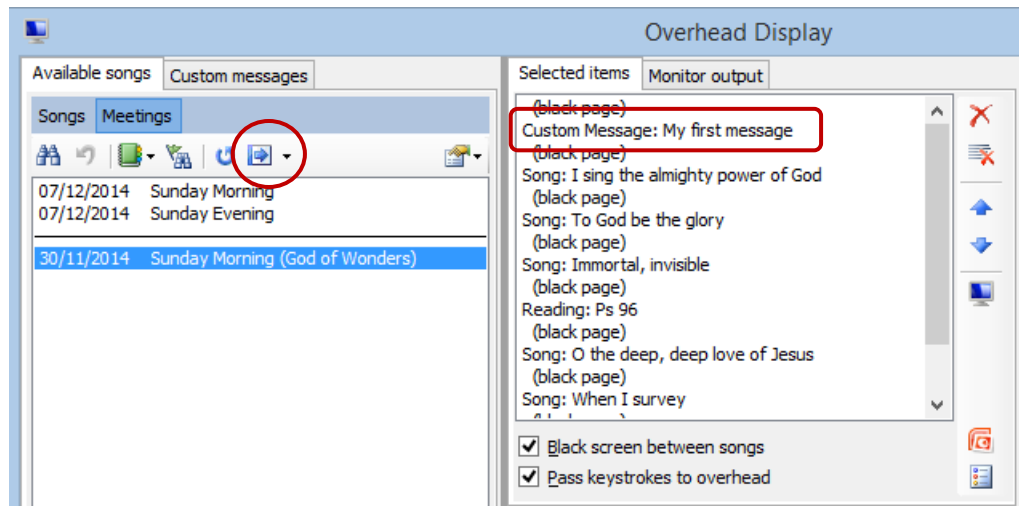 Overhead Display
Available songs
Custom messages
Songs
Meetings
07/12/2014 Sunday Morning
07/12/2014 Sunday Evening
30/11/2014 Sunday Morning (God of Wonders)
Selected items
Monitor output
(black page)
Custom Message: My first message
(black page)
Song: I sing the almighty power of God
(black page)
Song: To God be the glory
(black page)
Song: Immortal, invisible
(black page)
Reading: Ps 96
(black page)
Song: O the deep, deep love of Jesus
(black page)
Song: When I survey
Black screen between songs
Pass keystrokes to overhead